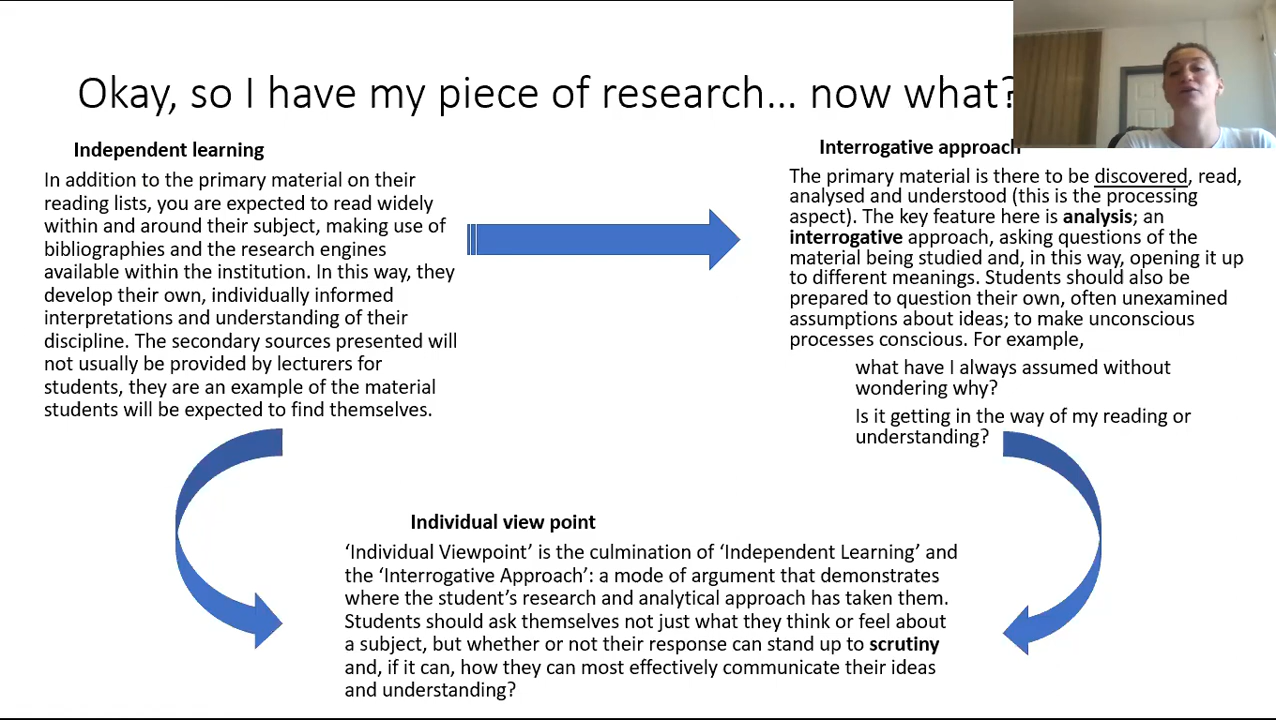 Okay, so I have my piece of research... now what?
Independent learning
In addition to the primary material on their
reading lists, you are expected to read widely
within and around their subject, making use of
bibliographies and the research engines
available within the institution. In this way, they
develop their own, individually informed
interpretations and understanding of their
discipline. The secondary sources presented will
not usually be provided by lecturers for
students, they are an example of the material
students will be expected to find themselves.
Interrogative approach
The primary material is there to be discovered, read,
analysed and understood (this is the processing
aspect). The key feature here is analysis; an
interrogative approach, asking questions of the
material being studied and, in this way, opening it up
to different meanings. Students should also be
prepared to question their own, often unexamined
assumptions about ideas; to make unconscious
processes conscious. For example,
what have I always assumed without
wondering why?
Is it getting in the way of my reading or
understanding?
Individual view point
‘Individual Viewpoint’ is the culmination of ‘Independent Learning’ and
the ‘Interrogative Approach’: a mode of argument that demonstrates
where the student’s research and analytical approach has taken them.
Students should ask themselves not just what they think or feel about
a subject, but whether or not their response can stand up to scrutiny
and, if it can, how they can most effectively communicate their ideas
and understanding?